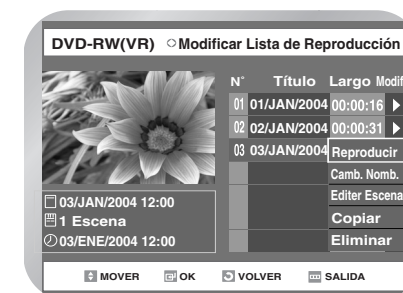 DVD-RW(VR) Modificar Lista de Reproducción
N° Título Largo Modif
01 01/JAN/2004 00:00:16
02 02/JAN/2004 00:00:31
03 03/JAN/2004 Reproducir
Camb. Nomb.
Editer Escena
Copiar
Eliminar
03/JAN/2004 12:00
1 Escena
03/ENE/2004 12:00
MOVER OK VOLVER SALIDA